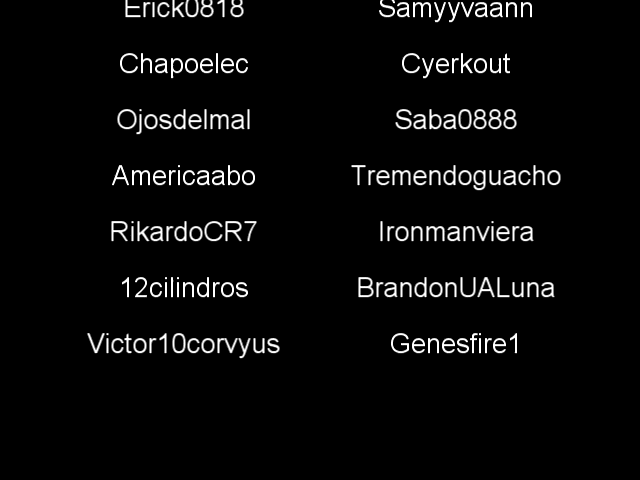 Erick0818 Samyyvaann
Chapoelec Cyerkout
Ojosdelmal Saba0888
Americaabo Tremendoguacho
RikardoCR7 Ironmanviera
12cilindros BrandonUALuna
Victor10corvyus Genesfire1